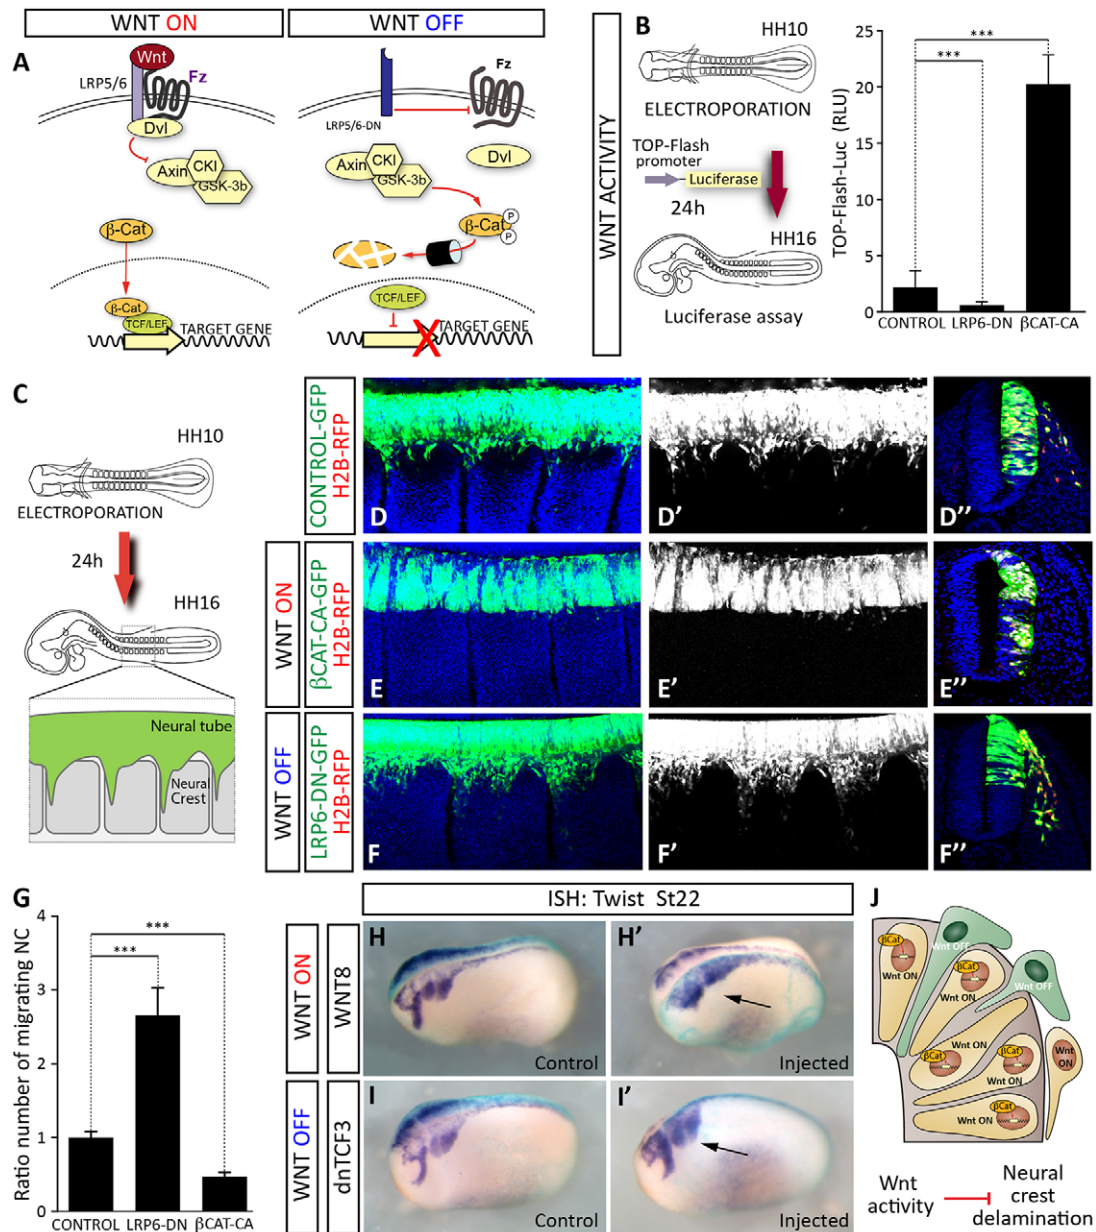 WNT ON
WNT OFF
A
Wnt
LRP5/6
Fz
Dvl
Axin
CKI
GSK-3b
β-Cat
β-Cat
TCF/LEF
TARGET GENE
Fz
LRP5/6-DN
Dvl
Axin
CKI
GSK-3b
β-Cat
P
P
TCF/LEF
TARGET GENE
X
WNT ACTIVITY
B
HH10
ELECTROPORATION
TOP-Flash
promoter
Luciferase
24h
HH16
Luciferase assay
TOP-Flash-Luc (RLU)
25
20
15
10
5
0
***
***
CONTROL
LRP6-DN
βCAT-CA
C
HH10
ELECTROPORATION
24h
HH16
Neural tube
Neural
Crest
CONTROL-GFP
H2B-RFP
D
D'
D''
WNT ON
βCAT-CA-GFP
H2B-RFP
E
E'
E''
WNT OFF
LRP6-DN-GFP
H2B-RFP
F
F'
F''
G
Ratio number of migrating NC
4
3
2
1
0
***
***
CONTROL
LRP6-DN
βCAT-CA
ISH: Twist St22
WNT ON
WNT8
H
Control
H'
Injected
WNT OFF
dnTCF3
I
Control
I'
Injected
J
βCat
Wnt ON
Wnt OFF
βCat
Wnt ON
Wnt OFF
Wnt ON
βCat
βCat
Wnt ON
Wnt
ON
βCat
Wnt ON
Wnt
activity
Neural
crest
delamination